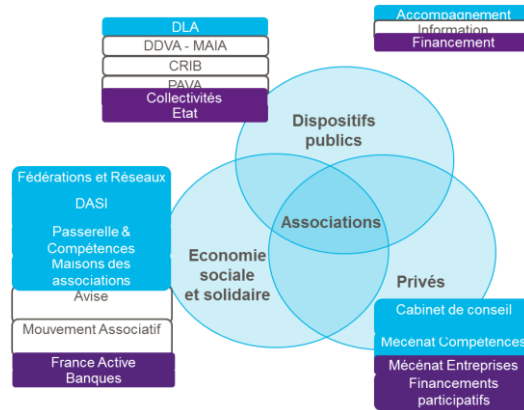 DLA
DDVA - MAIA
CRIB
PAVA
Collectivités
Etat
Accompagnement
Information
Financement
Dispositifs
publics
Fédérations et Réseaux
DASI
Passerelle &
Compétences
Maisons des
associations
Avise
Mouvement Associatif
France Active
Banques
Associations
Economie
sociale
et solidaire
Privés
Cabinet de conseil
Mecénat Compétences
Mécénat Entreprises
Financements
participatifs